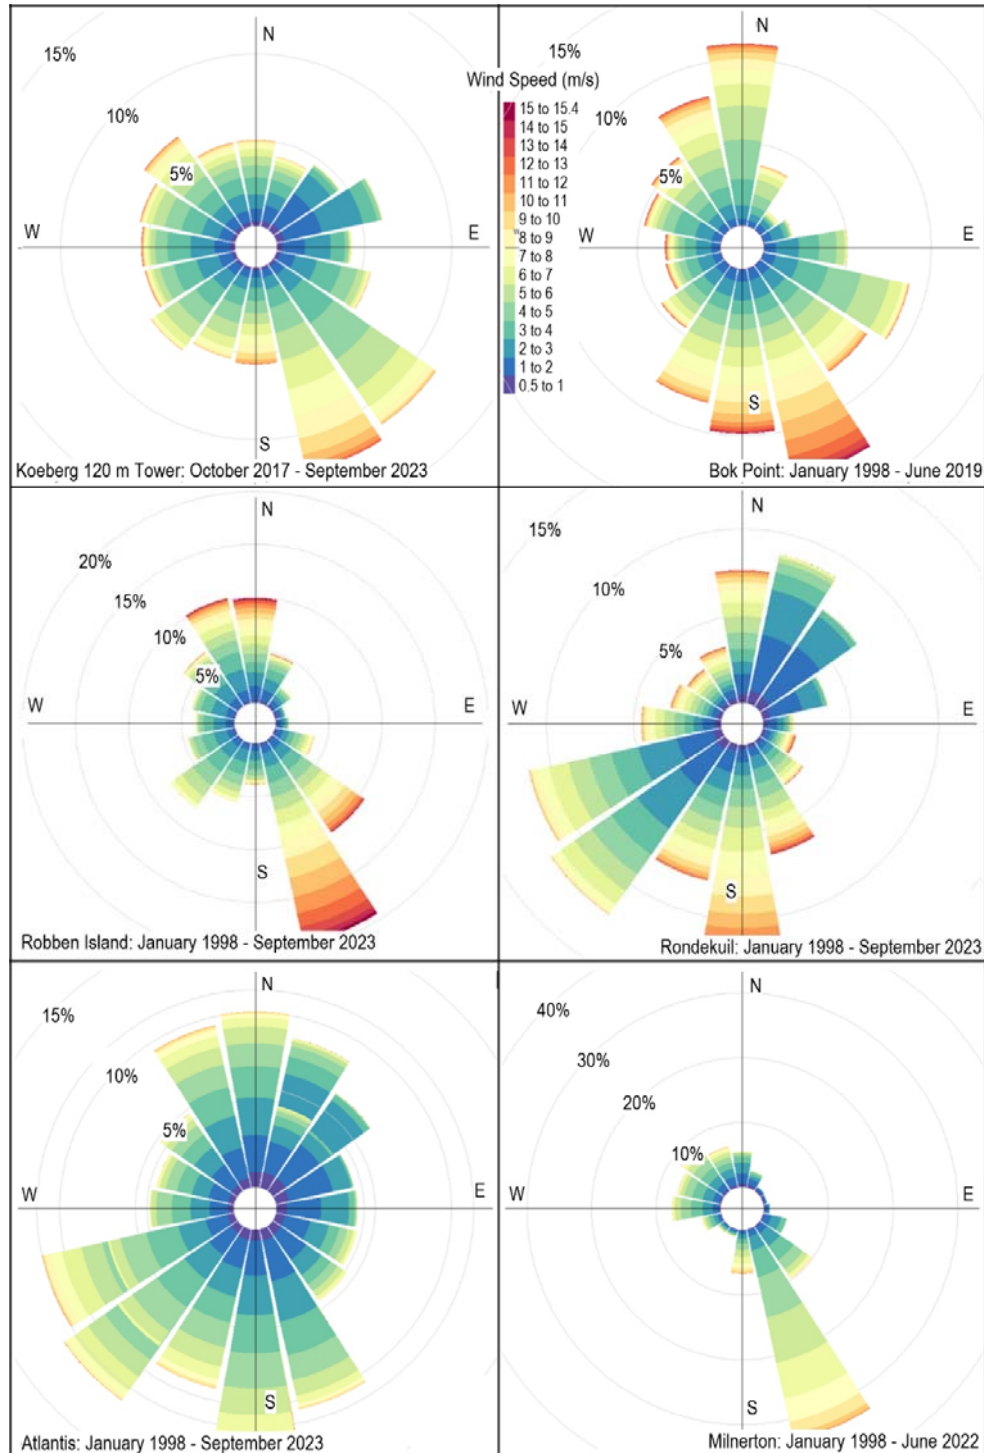 N
15%
10%
5%
W
E
S
Koeberg 120 m Tower: October 2017 - September 2023
Wind Speed (m/s)
15 to 15.4
14 to 15
13 to 14
12 to 13
11 to 12
10 to 11
9 to 10
8 to 9
7 to 8
6 to 7
5 to 6
4 to 5
3 to 4
2 to 3
1 to 2
0.5 to 1
N
15%
10%
5%
W
E
S
Bok Point: January 1998 - June 2019
N
20%
15%
10%
5%
W
E
S
Robben Island: January 1998 - September 2023
N
15%
10%
5%
W
E
S
Rondekuil: January 1998 - September 2023
N
15%
10%
5%
W
E
S
Atlantis: January 1998 - September 2023
N
40%
30%
20%
10%
W
E
S
Milnerton: January 1998 - June 2022